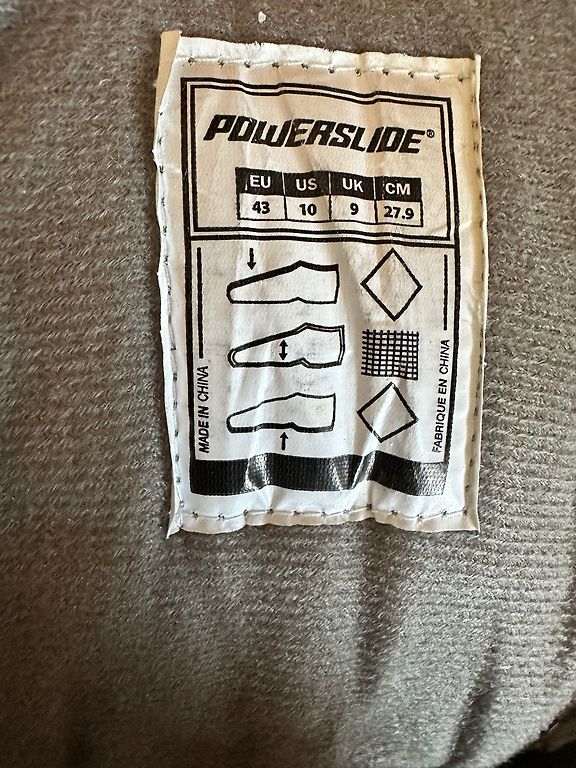 POWERSLIDE®
EU US UK CM
43 10 9 27.9
MADE IN CHINA
FABRIQUE EN CHINA